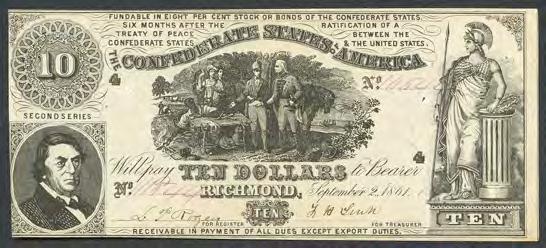 FUNDABLE IN EIGHT PER CENT STOCK OR BONDS OF THE CONFEDERATE STATES.
SIX MONTHS AFTER THE RATIFICATION OF A
TREATY OF PEACE BETWEEN THE
CONFEDERATE STATES & THE UNITED STATES.
THE CONFEDERATE STATES AMERICA
10
4
No
SECOND SERIES
4
Will pay TEN DOLLARS to Bearer
No
RICHMOND, September 2, 1861.
TEN
FOR REGISTER
FOR TREASURER
TEN
RECEIVABLE IN PAYMENT OF ALL DUES EXCEPT EXPORT DUTIES.